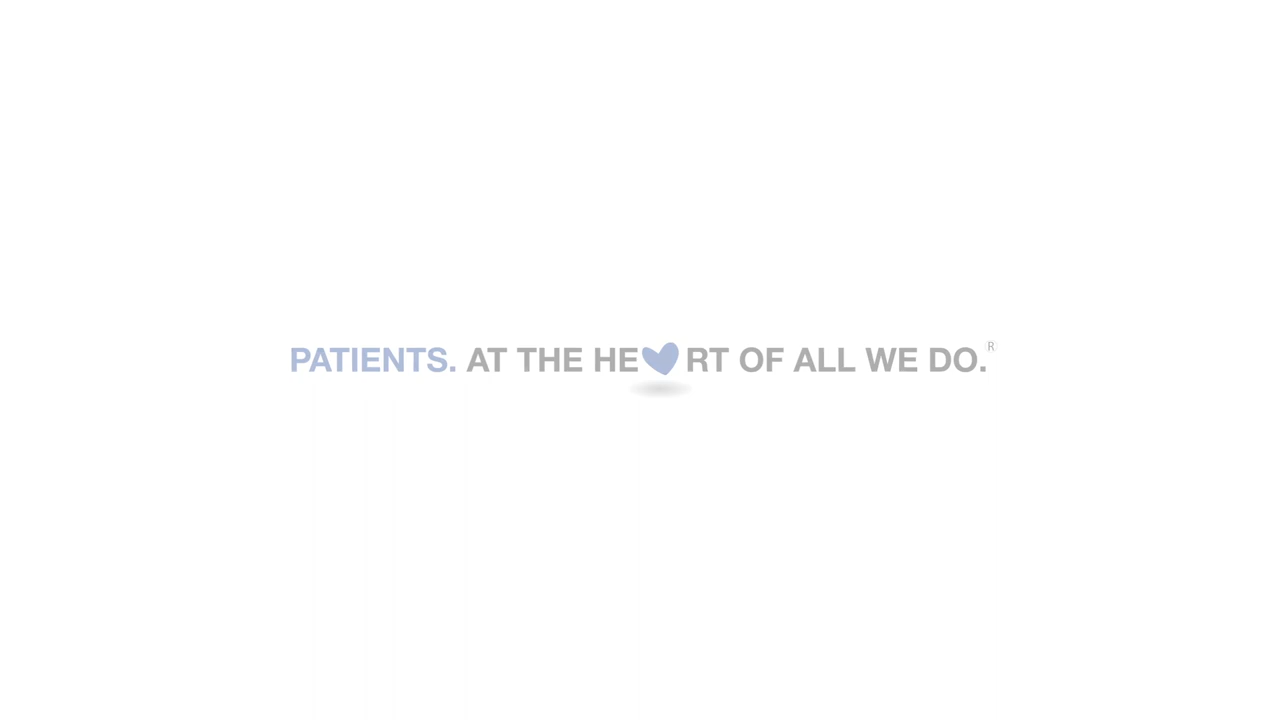 PATIENTS. AT THE HE♥RT OF ALL WE DO.®